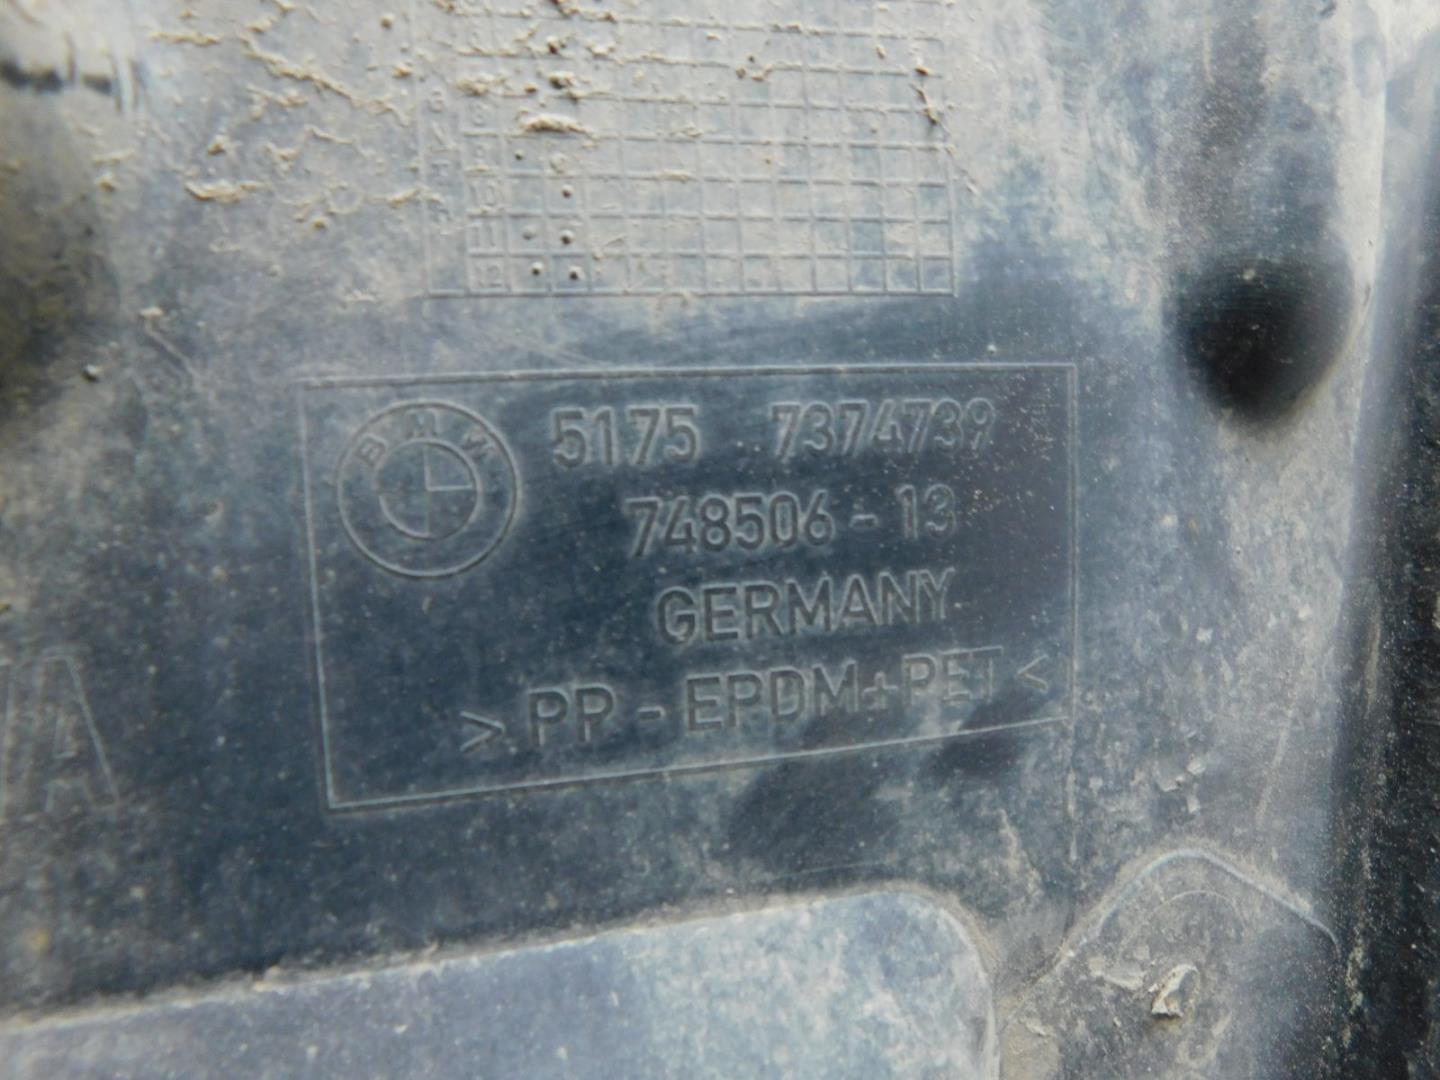 BMW
5175 7374739
748506-13
GERMANY
>PP-EPDM+PET<